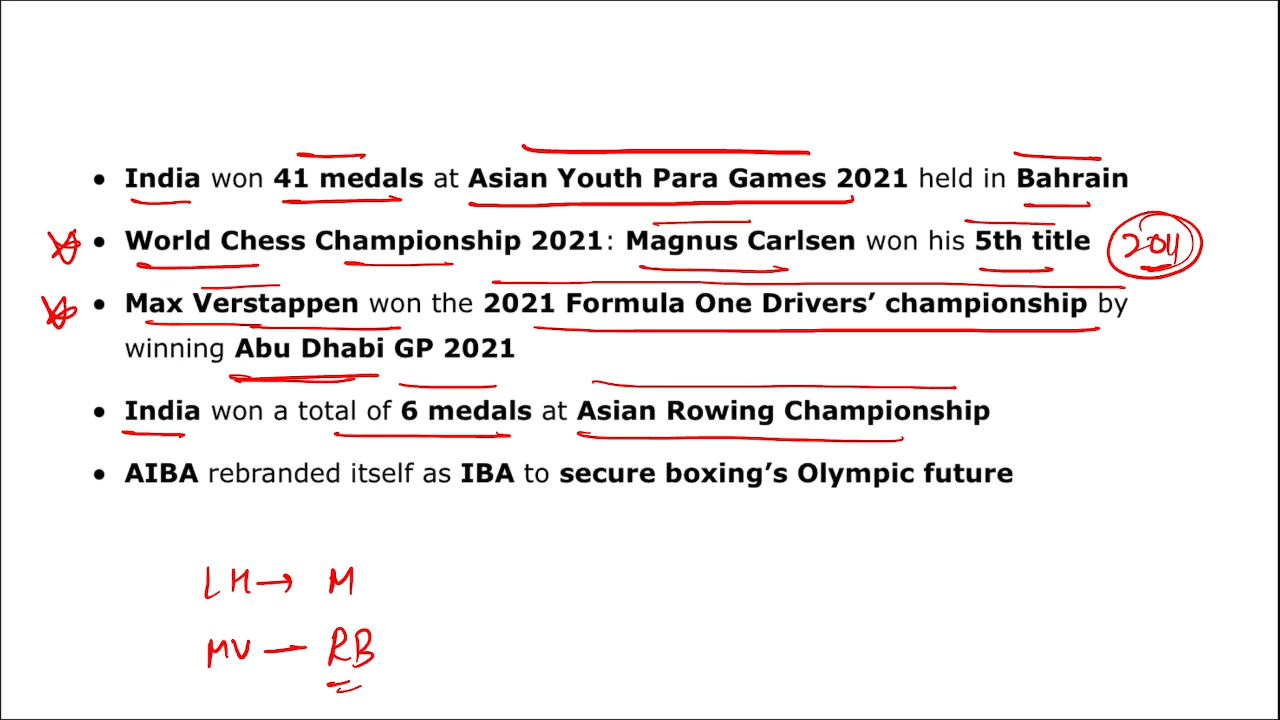 • India won 41 medals at Asian Youth Para Games 2021 held in Bahrain
• World Chess Championship 2021: Magnus Carlsen won his 5th title
• Max Verstappen won the 2021 Formula One Drivers’ championship by
winning Abu Dhabi GP 2021
• India won a total of 6 medals at Asian Rowing Championship
• AIBA rebranded itself as IBA to secure boxing’s Olympic future
LH → M
MV — RB